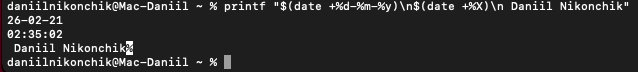 daniilnikonchik@Mac-Daniil ~ % printf "$(date +%d-%m-%y)\n$(date +%X)\n Daniil Nikonchik"
26-02-21
02:35:02
 Daniil Nikonchik%
daniilnikonchik@Mac-Daniil ~ %